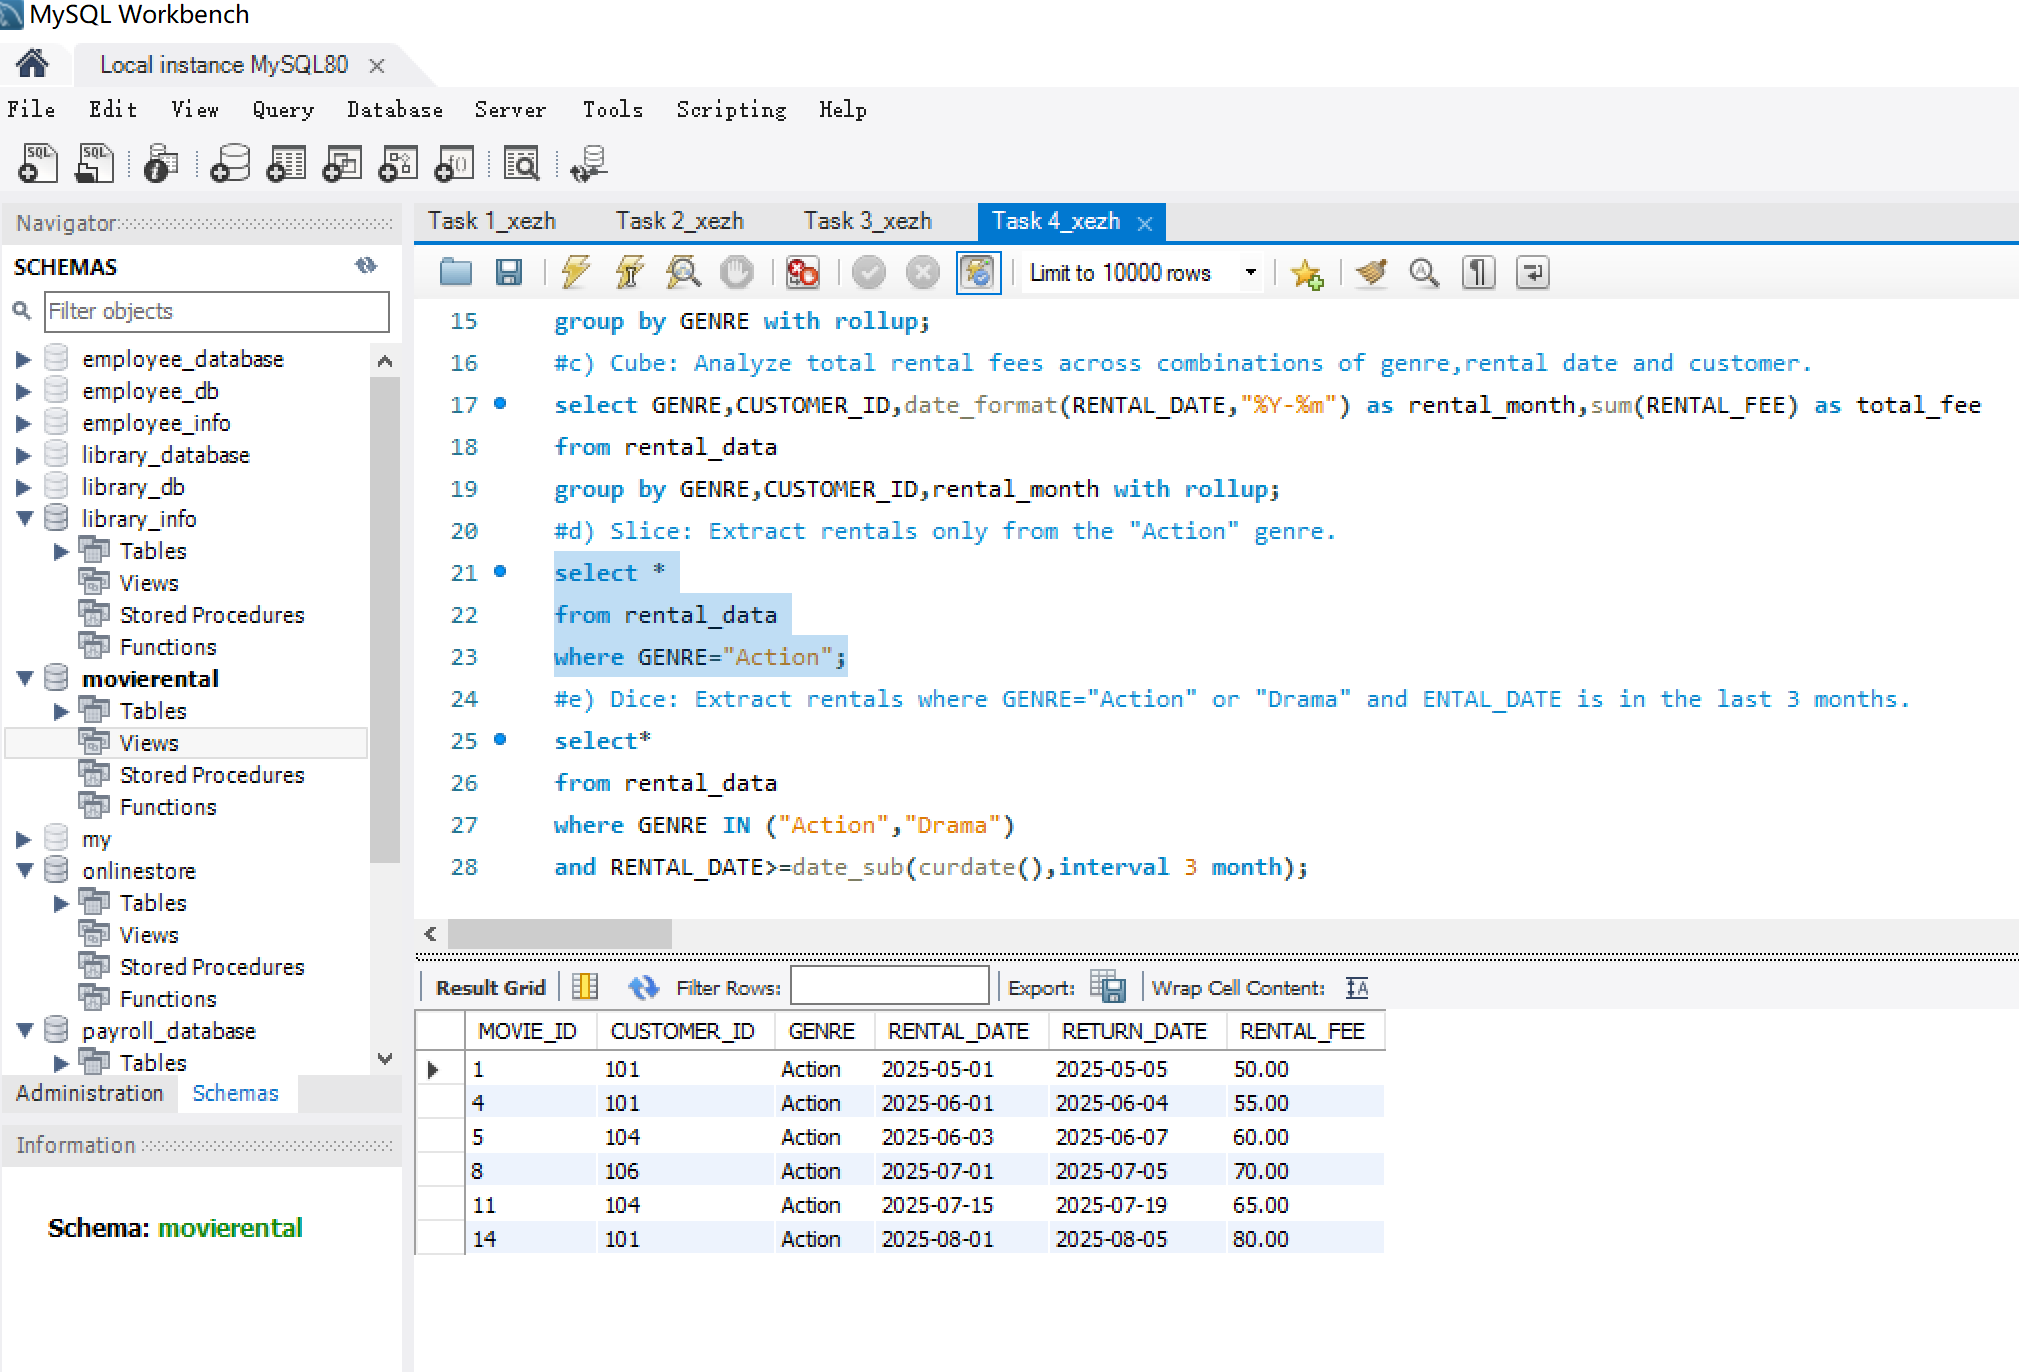 MySQL Workbench
Local instance MySQL80
File Edit View Query Database Server Tools Scripting Help
Navigator
SCHEMAS
Filter objects
employee_database
employee_db
employee_info
library_database
library_db
library_info
Tables
Views
Stored Procedures
Functions
movierental
Tables
Views
Stored Procedures
Functions
my
onlinestore
Tables
Views
Stored Procedures
Functions
payroll_database
Tables
Administration Schemas
Information
Schema: movierental
Task 1_xezh Task 2_xezh Task 3_xezh Task 4_xezh
Limit to 10000 rows
15 group by GENRE with rollup;
16 #c) Cube: Analyze total rental fees across combinations of genre,rental date and customer.
17 select GENRE,CUSTOMER_ID,date_format(RENTAL_DATE,"%Y-%m") as rental_month,sum(RENTAL_FEE) as total_fee
18 from rental_data
19 group by GENRE,CUSTOMER_ID,rental_month with rollup;
20 #d) Slice: Extract rentals only from the "Action" genre.
21 select *
22 from rental_data
23 where GENRE="Action";
24 #e) Dice: Extract rentals where GENRE="Action" or "Drama" and ENTAL_DATE is in the last 3 months.
25 select*
26 from rental_data
27 where GENRE IN ("Action","Drama")
28 and RENTAL_DATE>=date_sub(curdate(),interval 3 month);
Result Grid Filter Rows: Export: Wrap Cell Content:
MOVIE_ID CUSTOMER_ID GENRE RENTAL_DATE RETURN_DATE RENTAL_FEE
1 101 Action 2025-05-01 2025-05-05 50.00
4 101 Action 2025-06-01 2025-06-04 55.00
5 104 Action 2025-06-03 2025-06-07 60.00
8 106 Action 2025-07-01 2025-07-05 70.00
11 104 Action 2025-07-15 2025-07-19 65.00
14 101 Action 2025-08-01 2025-08-05 80.00